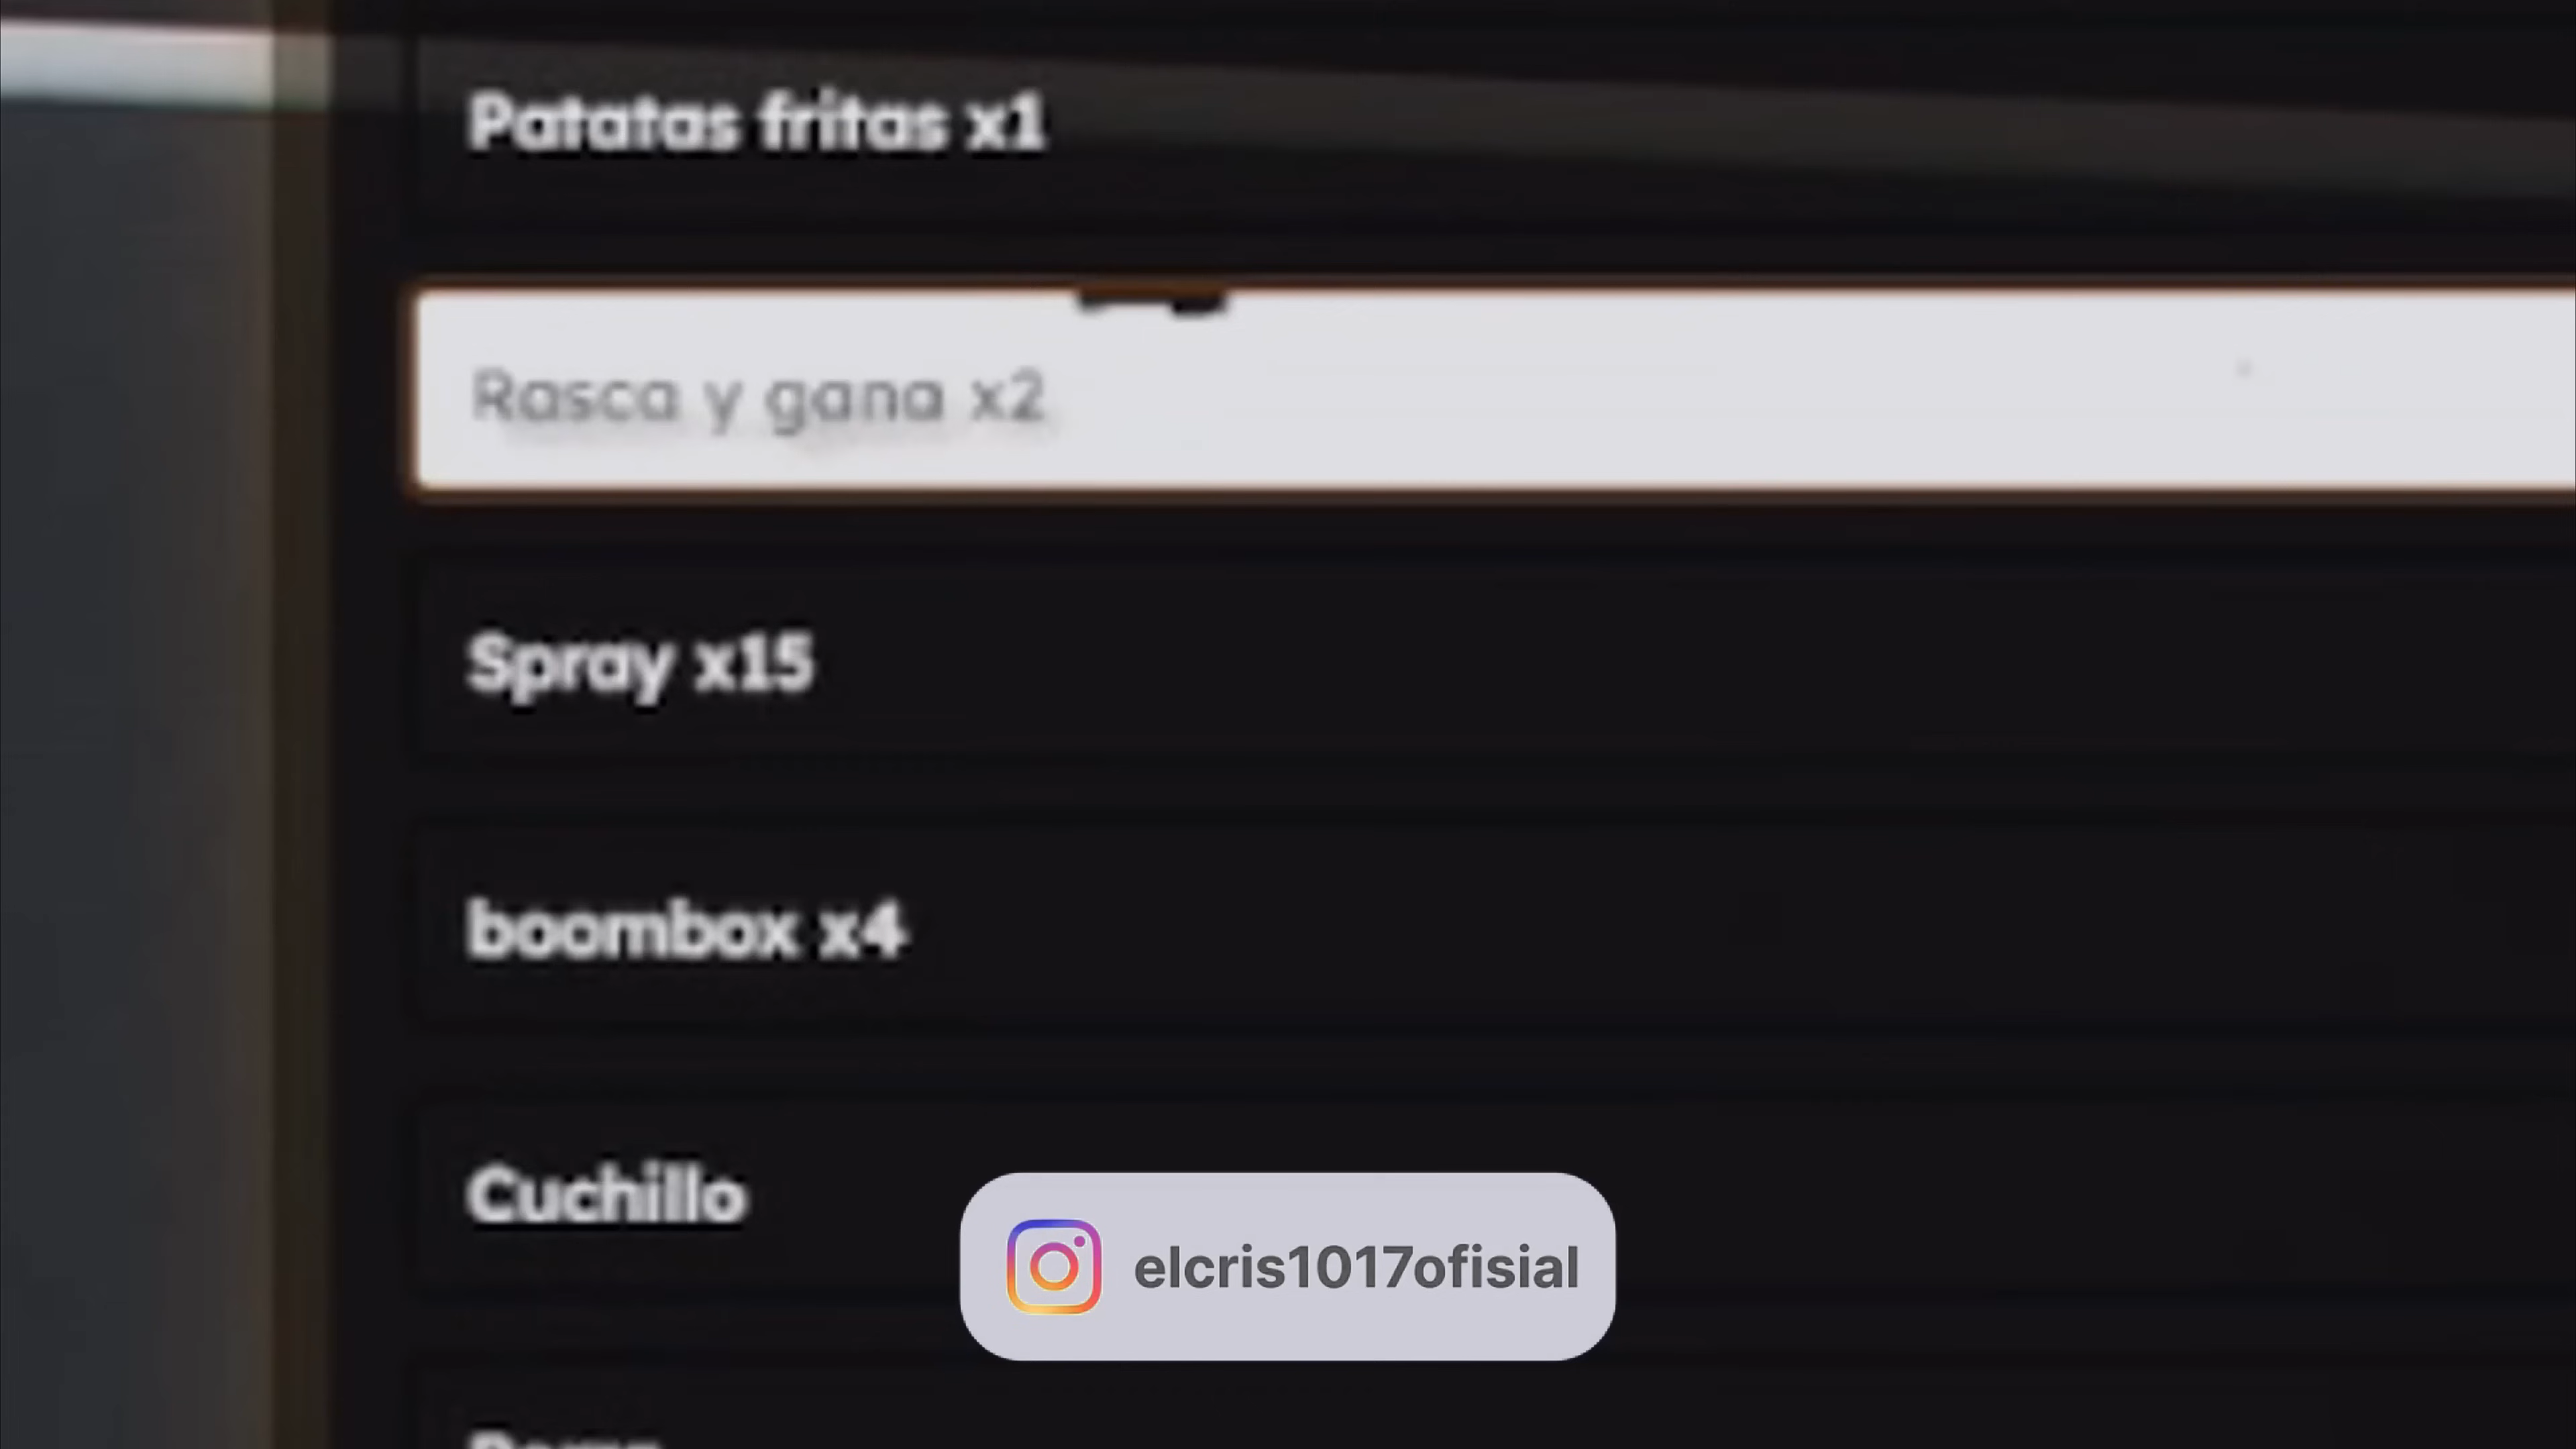 Patatas fritas x1
Rasca y gana x2
Spray x15
boombox x4
Cuchillo
elcris1017ofisial